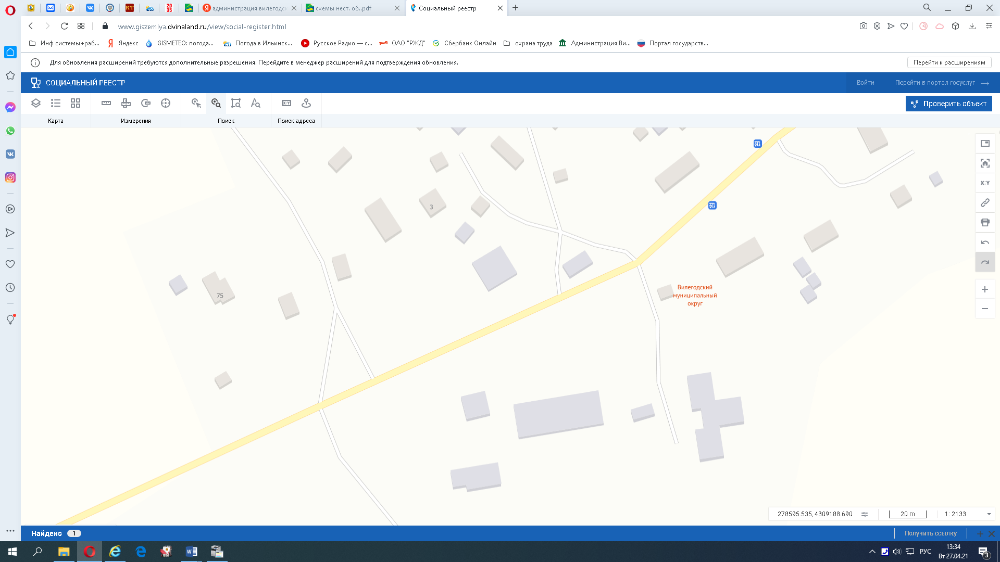 20
35
КТ
Я администрация вилегодс
схемы нест. об..pdf
Социальный реестр
www.giszemlya.dvinaland.ru/view/social-register.html
Инф системы+раб... Я Яндекс GISMETEO: погода... Погода в Ильинск... Русское Радио — с... ОАО "РЖД" Сбербанк Онлайн охрана труда Администрация Ви... Портал государств...
Для обновления расширений требуются дополнительные разрешения. Перейдите в менеджер расширений для подтверждения обновления.
Перейти к расширениям
СОЦИАЛЬНЫЙ РЕЕСТР
Войти
Перейти в портал госуслуг
X:Y
Проверить объект
Карта
Измерения
Поиск
Поиск адреса
X:Y
3
75
Вилегодский
муниципальный
округ
278595.535, 4309188.690
20 m
1: 2133
Найдено 1
Получить ссылку
РУС
13:34
Вт 27.04.21
3